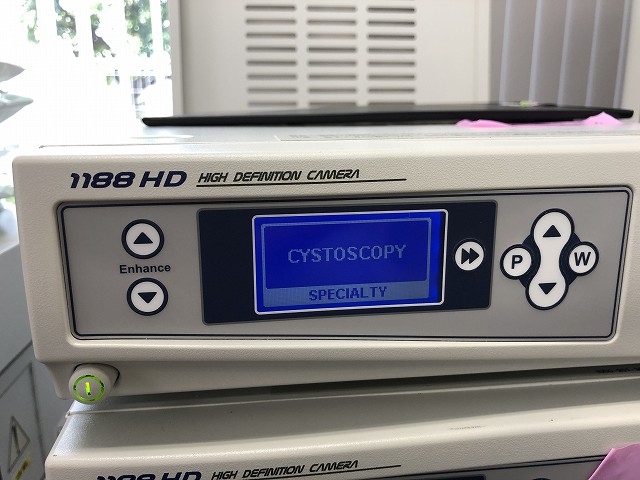 1188 HD HIGH DEFINITION CAMERA
Enhance
CYSTOSCOPY
SPECIALTY
P W
1188 HD HIGH DEFINITION CAMERA